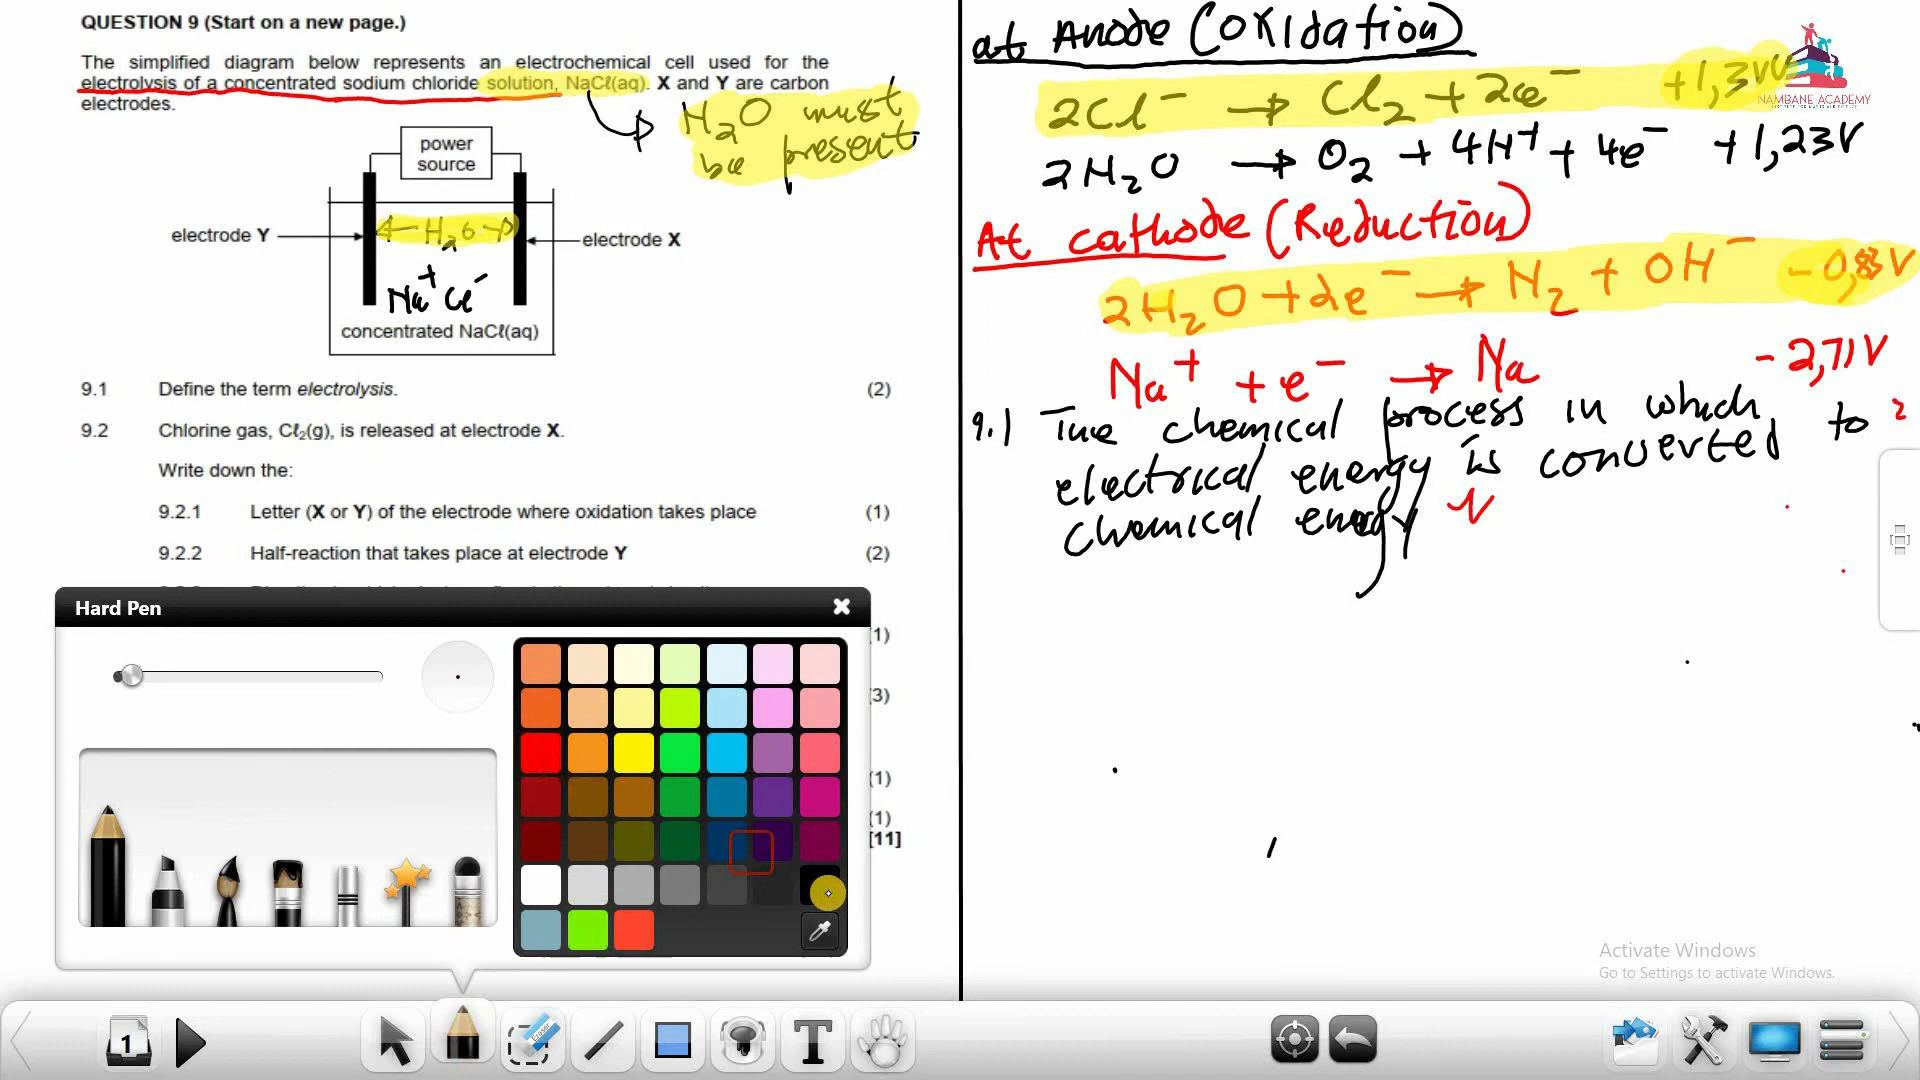 QUESTION 9 (Start on a new page.)
The simplified diagram below represents an electrochemical cell used for the
electrolysis of a concentrated sodium chloride solution, NaCℓ(aq). X and Y are carbon
electrodes.
H2O must
be present
power
source
electrode Y
H2O
electrode X
Na+ Cl-
concentrated NaCℓ(aq)
9.1 Define the term electrolysis. (2)
9.2 Chlorine gas, Cℓ2(g), is released at electrode X.
Write down the:
9.2.1 Letter (X or Y) of the electrode where oxidation takes place (1)
9.2.2 Half-reaction that takes place at electrode Y (2)
(1)
(3)
(1)
(1)
[11]
Hard Pen
at Anode (Oxidation)
2Cl- → Cl2 + 2e-
2H2O → O2 + 4H+ + 4e- +1,23V
At cathode (Reduction)
2H2O + 2e- → H2 + OH- -0,83V
Na+ + e- → Na -2,71V
9.1 The chemical process in which
electrical energy is converted to
chemical energy
2
NAMBANE ACADEMY
Activate Windows
Go to Settings to activate Windows.
1
Eraser
T